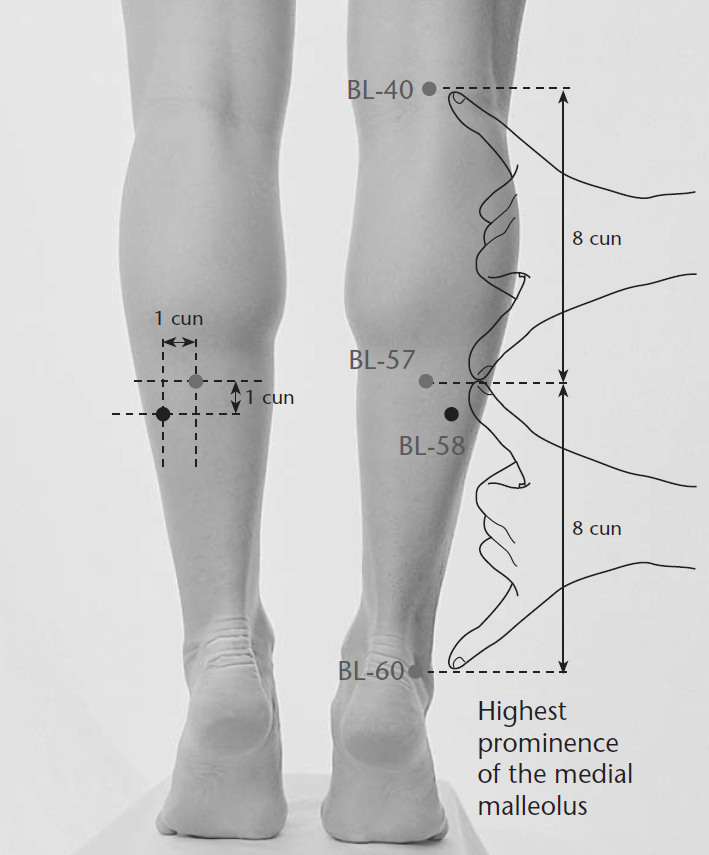 BL-40
8 cun
1 cun
BL-57
1 cun
BL-58
8 cun
BL-60
Highest
prominence
of the medial
malleolus